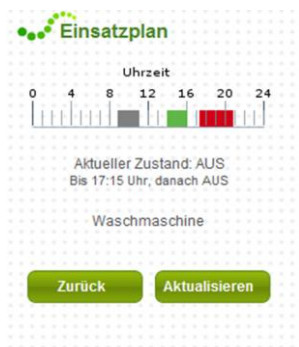 Einsatzplan
Uhrzeit
0 4 8 12 16 20 24
Aktueller Zustand: AUS
Bis 17:15 Uhr, danach AUS
Waschmaschine
Zurück Aktualisieren